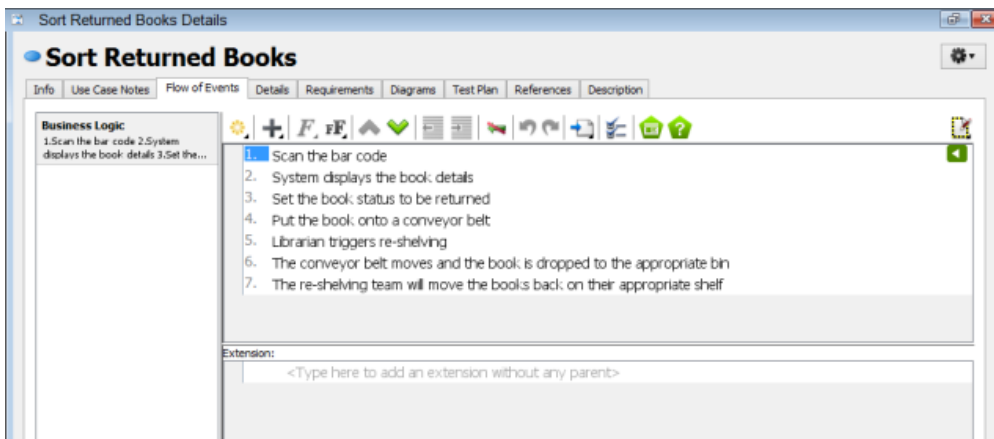 Sort Returned Books Details
Sort Returned Books
Info Use Case Notes Flow of Events Details Requirements Diagrams Test Plan References Description
Business Logic
1.Scan the bar code 2.System
displays the book details 3.Set the...
F FF
1. Scan the bar code
2. System displays the book details
3. Set the book status to be returned
4. Put the book onto a conveyor belt
5. Librarian triggers re-shelving
6. The conveyor belt moves and the book is dropped to the appropriate bin
7. The re-shelving team will move the books back on their appropriate shelf
Extension:
<Type here to add an extension without any parent>